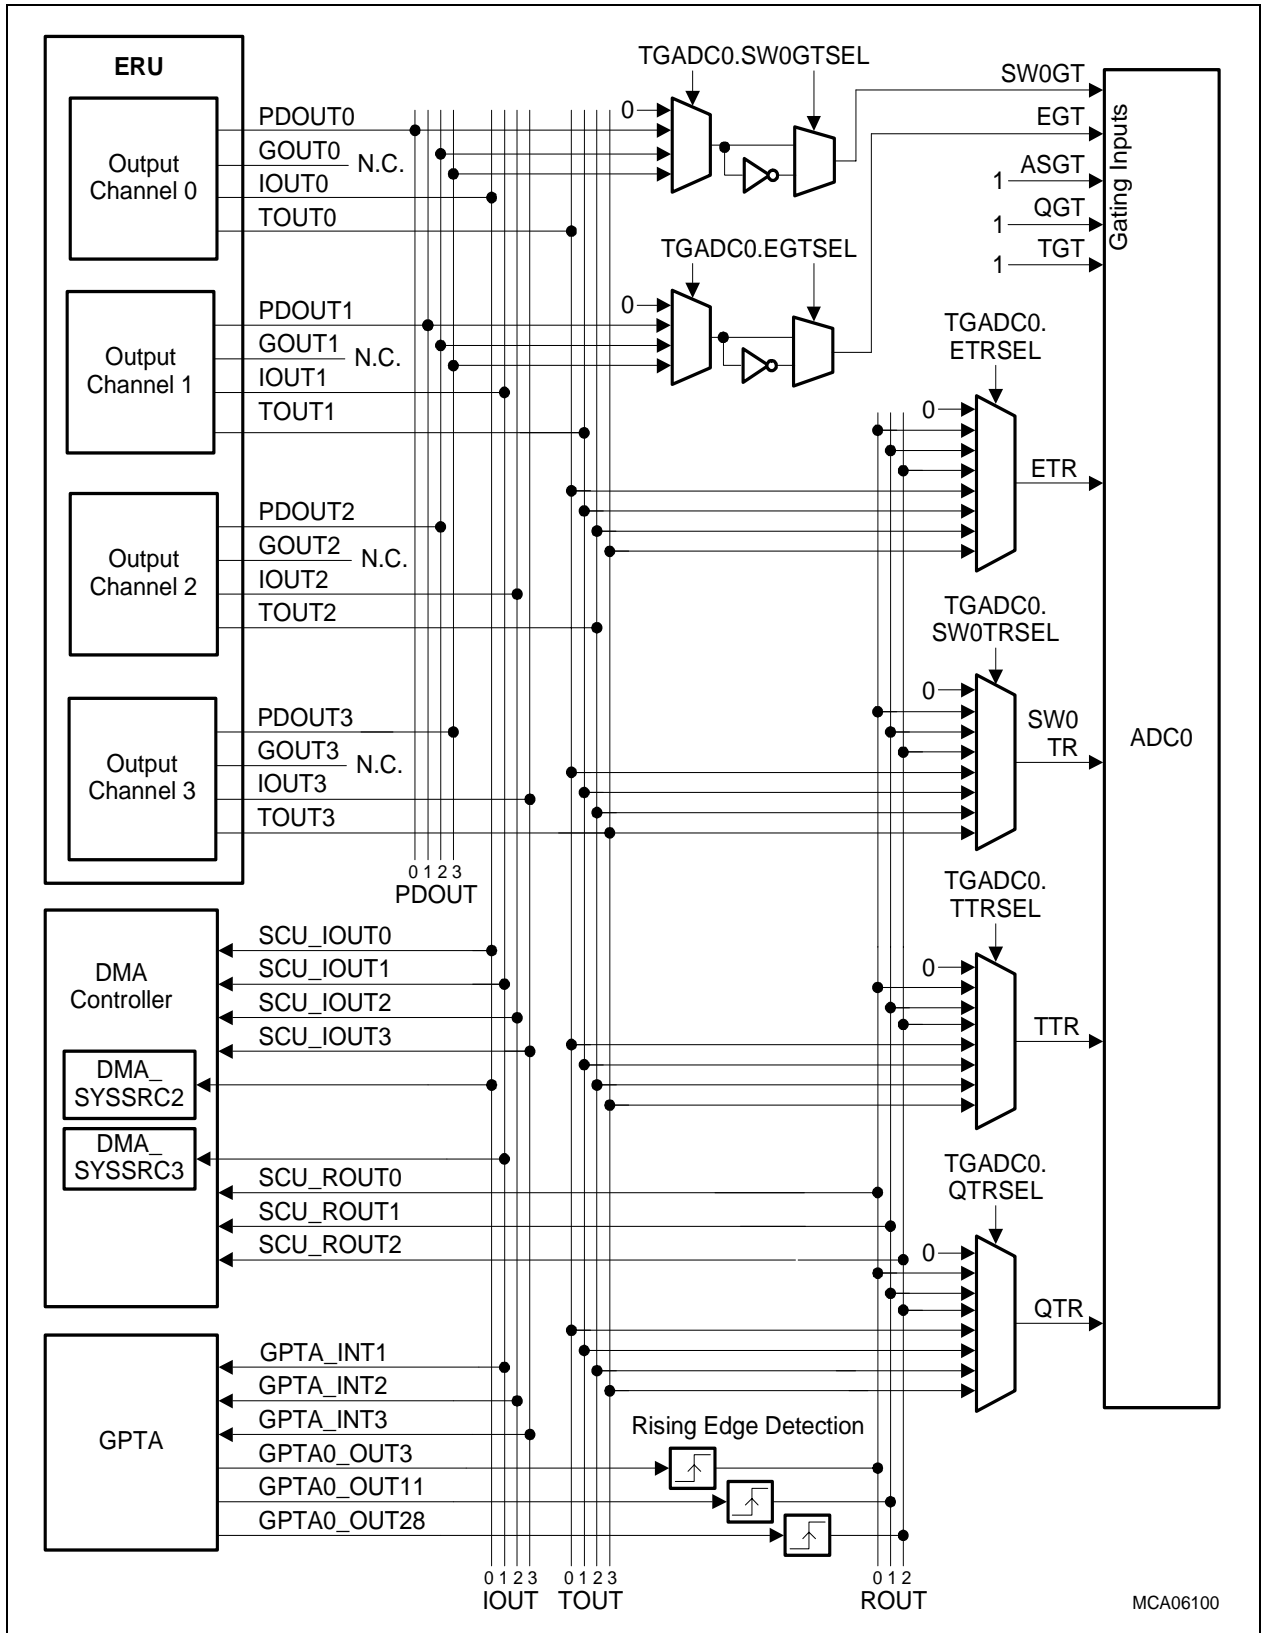 ERU
Output
Channel 0
PDOUT0
GOUT0
N.C.
IOUT0
TOUT0
Output
Channel 1
PDOUT1
GOUT1
N.C.
IOUT1
TOUT1
Output
Channel 2
PDOUT2
GOUT2
N.C.
IOUT2
TOUT2
Output
Channel 3
PDOUT3
GOUT3
N.C.
IOUT3
TOUT3
0 1 2 3
PDOUT
TGADC0.SW0GTSEL
0
TGADC0.EGTSEL
0
SW0GT
EGT
1 ASGT
1 QGT
1 TGT
Gating Inputs
TGADC0.
ETRSEL
0
ETR
TGADC0.
SW0TRSEL
0
SW0
TR
ADC0
TGADC0.
TTRSEL
0
TTR
TGADC0.
QTRSEL
0
QTR
DMA
Controller
SCU_IOUT0
SCU_IOUT1
SCU_IOUT2
SCU_IOUT3
DMA_
SYSSRC2
DMA_
SYSSRC3
SCU_ROUT0
SCU_ROUT1
SCU_ROUT2
GPTA
GPTA_INT1
GPTA_INT2
GPTA_INT3
GPTA0_OUT3
GPTA0_OUT11
GPTA0_OUT28
Rising Edge Detection
0 1 2 3
IOUT
0 1 2 3
TOUT
0 1 2
ROUT
MCA06100